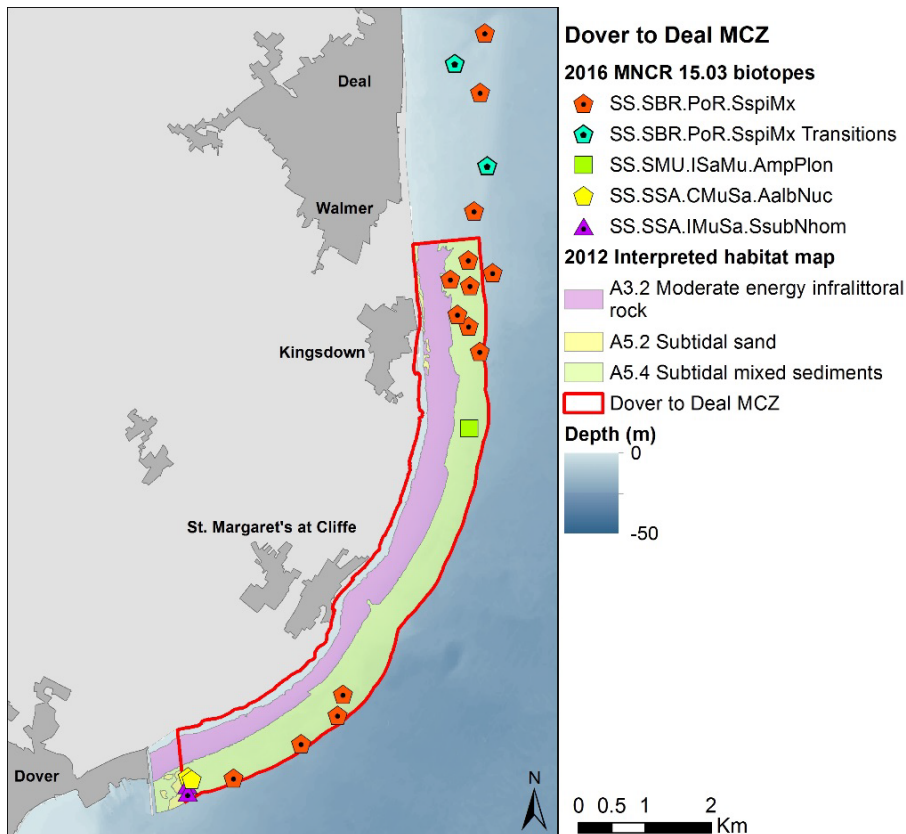 Deal
Walmer
Kingsdown
St. Margaret's at Cliffe
Dover
N
0 0.5 1 2
Km
Dover to Deal MCZ
2016 MNCR 15.03 biotopes
SS.SBR.PoR.SspiMx
SS.SBR.PoR.SspiMx Transitions
SS.SMU.ISaMu.AmpPlon
SS.SSA.CMuSa.AalbNuc
SS.SSA.IMuSa.SsubNhom
2012 Interpreted habitat map
A3.2 Moderate energy infralittoral
rock
A5.2 Subtidal sand
A5.4 Subtidal mixed sediments
Dover to Deal MCZ
Depth (m)
0
-50